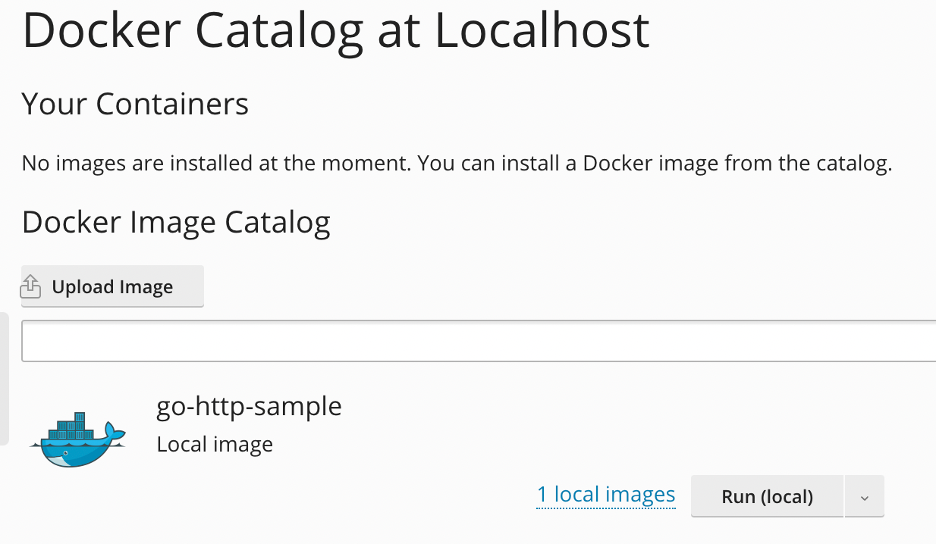 Docker Catalog at Localhost
Your Containers
No images are installed at the moment. You can install a Docker image from the catalog.
Docker Image Catalog
Upload Image
go-http-sample
Local image
1 local images
Run (local)